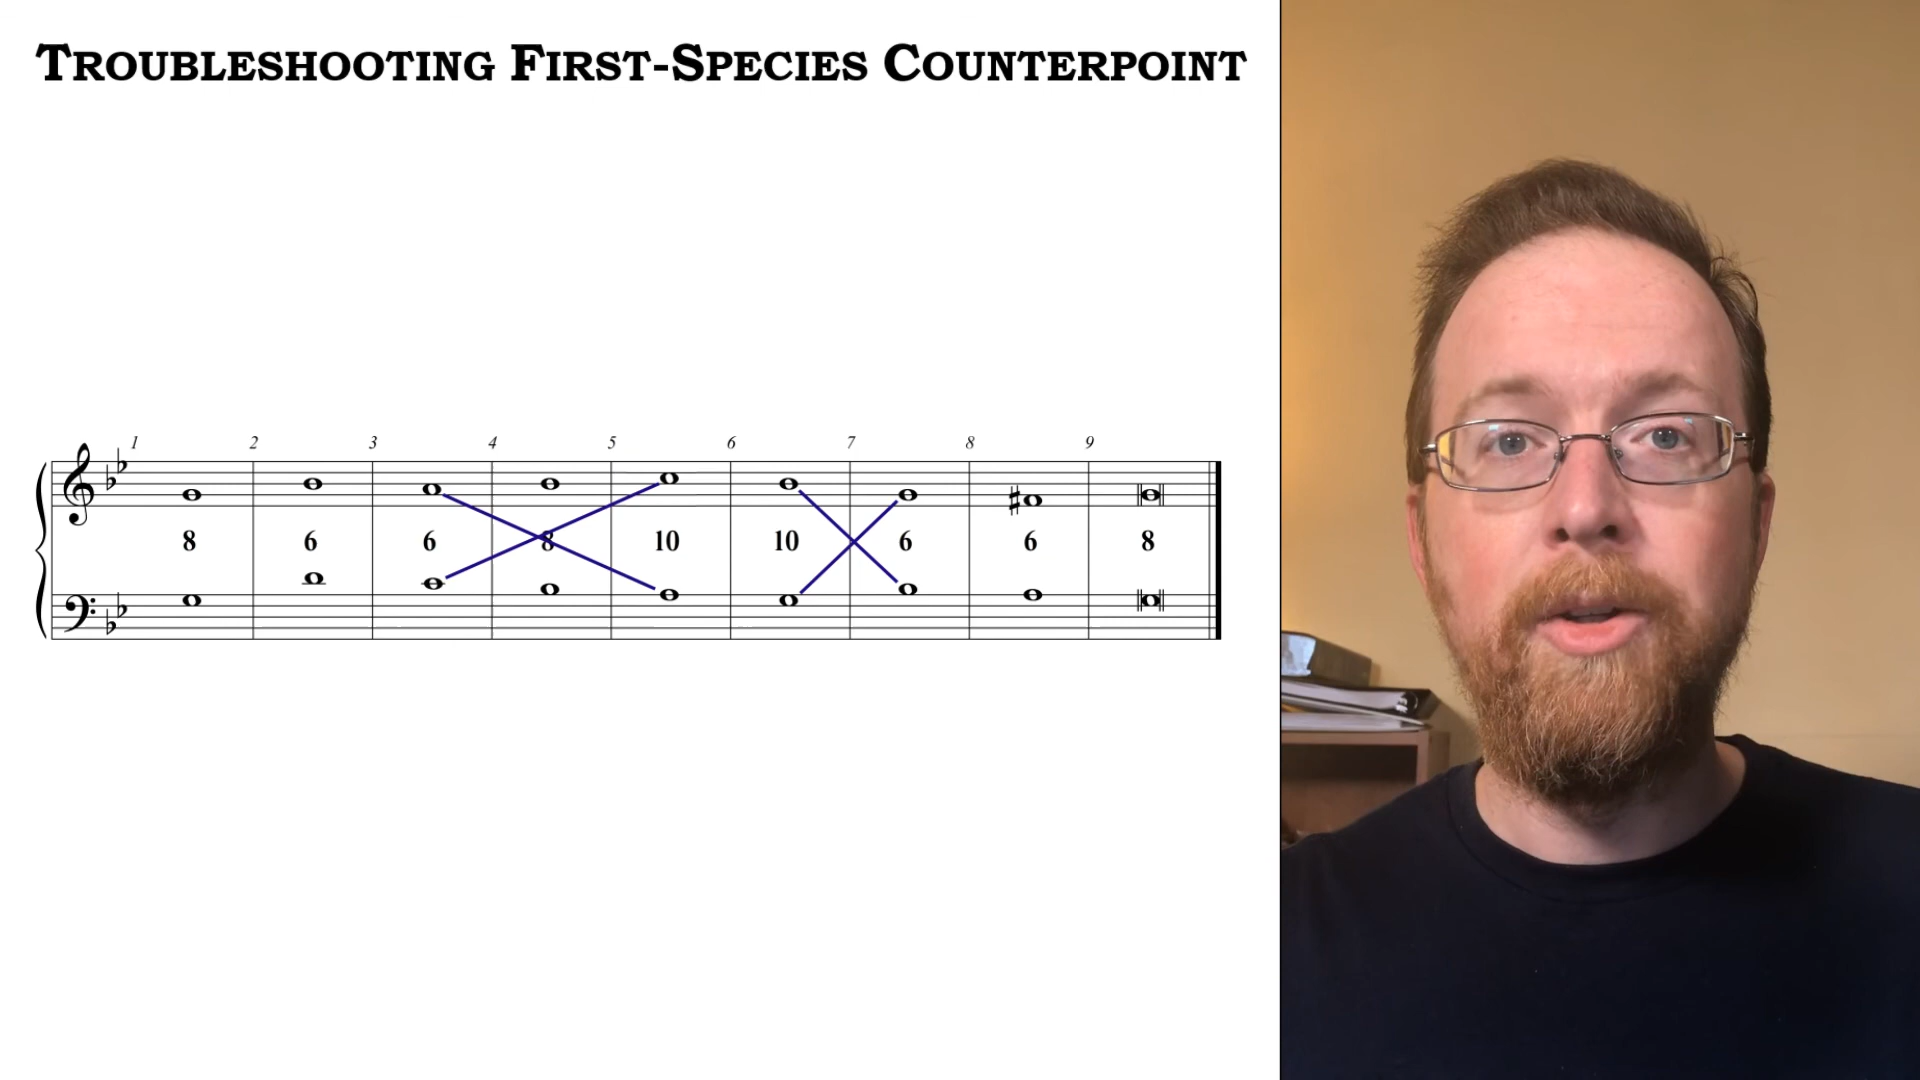 TROUBLESHOOTING FIRST-SPECIES COUNTERPOINT
1 2 3 4 5 6 7 8 9
8 6 6 8 10 10 6 6 8